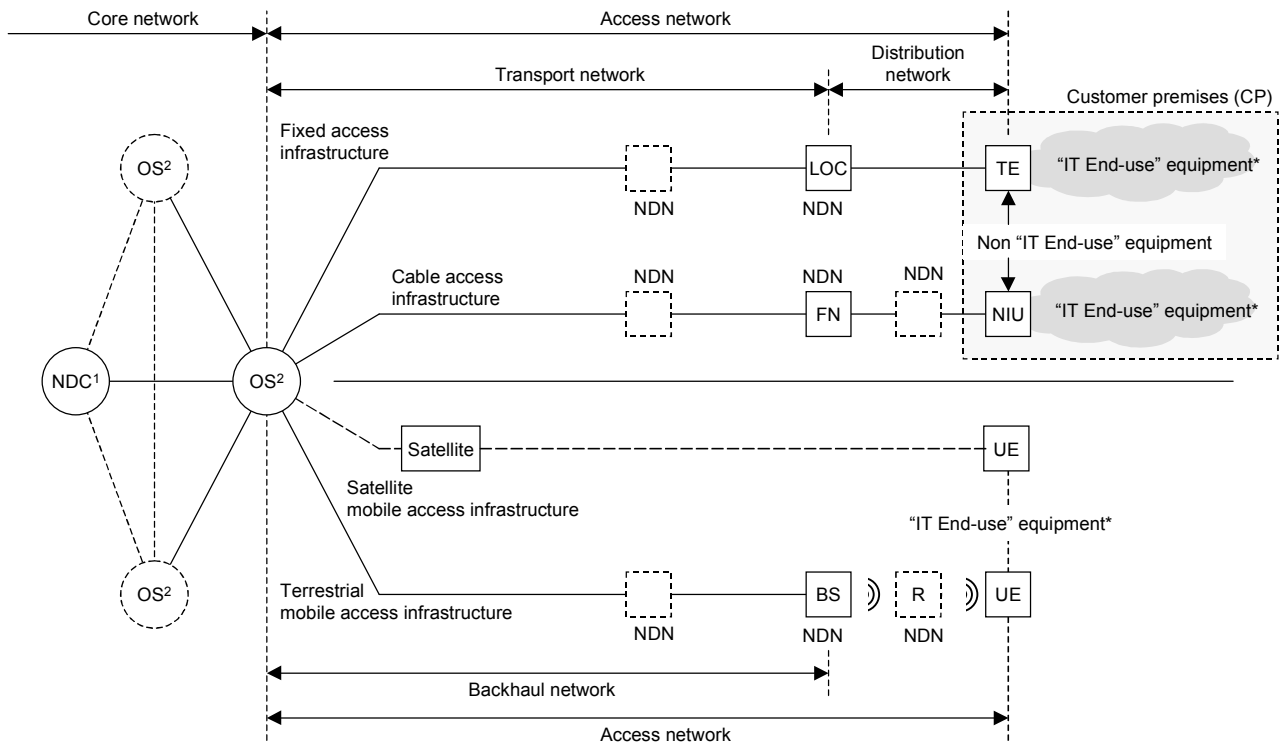 Core network
Access network
Transport network
Distribution
network
Customer premises (CP)
Fixed access
infrastructure
OS²
LOC
TE
“IT End-use” equipment*
NDN
NDN
Non “IT End-use” equipment
Cable access
infrastructure
NDN
NDN
NDN
FN
NIU
“IT End-use” equipment*
NDC¹
OS²
Satellite
UE
Satellite
mobile access infrastructure
“IT End-use” equipment*
OS²
Terrestrial
mobile access infrastructure
BS
R
UE
NDN
NDN
NDN
Backhaul network
Access network